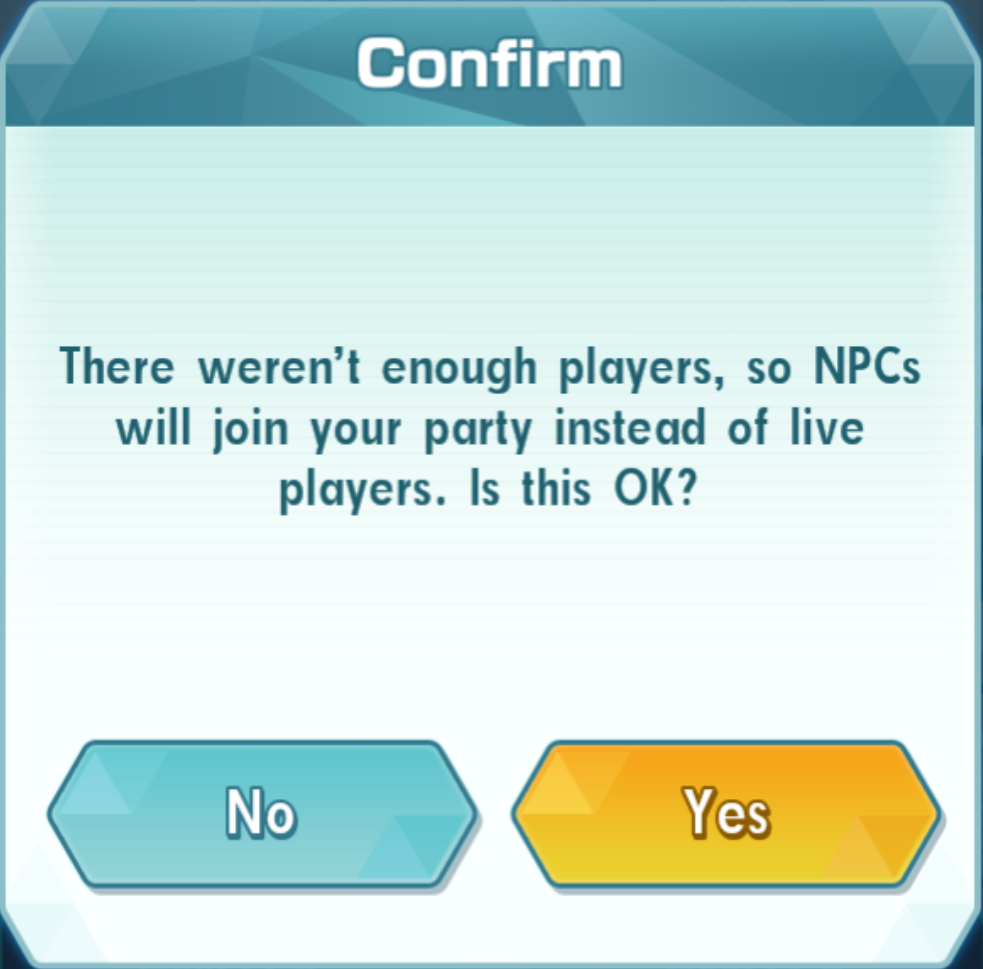 Confirm
There weren’t enough players, so NPCs
will join your party instead of live
players. Is this OK?
No
Yes